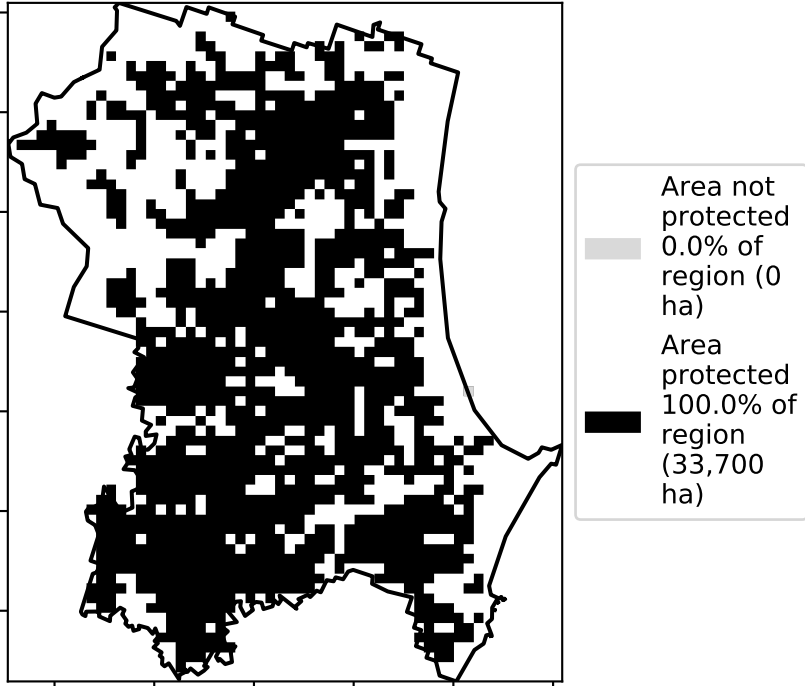 Area not
protected
0.0% of
region (0
ha)
Area
protected
100.0% of
region
(33,700
ha)